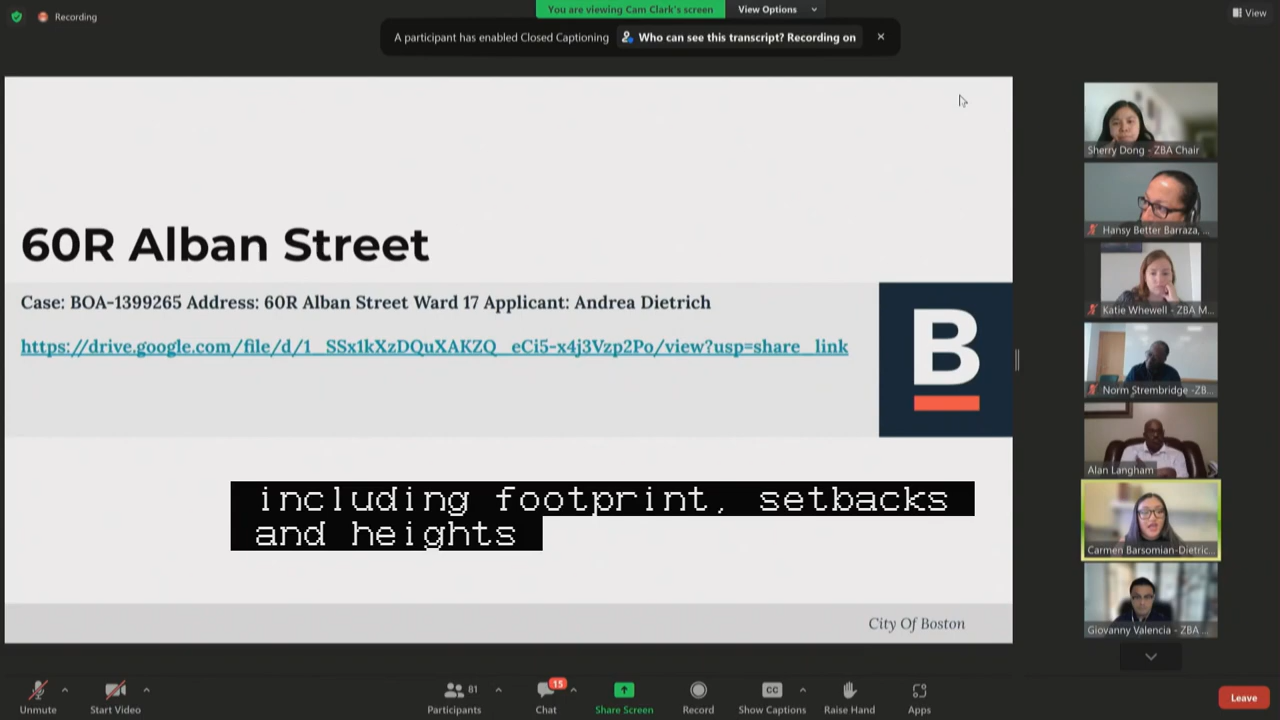 You are viewing Cam Clark's screen
View Options
Recording
View
A participant has enabled Closed Captioning
Who can see this transcript? Recording on
60R Alban Street
Case: BOA-1399265 Address: 60R Alban Street Ward 17 Applicant: Andrea Dietrich
https://drive.google.com/file/d/1_SSx1kXzDQuXAKZQ_eCi5-x4j3Vzp2Po/view?usp=share_link
B
including footprint, setbacks
and heights
City Of Boston
Sherry Dong - ZBA Chair
Hansy Better Barraza, ...
Katie Whewell - ZBA M...
Norm Strembridge -ZB...
Alan Langham
Carmen Barsomian-Dietric...
Giovanny Valencia - ZBA ...
Unmute
Start Video
81
Participants
15
Chat
Share Screen
Record
CC
Show Captions
Raise Hand
Apps
Leave